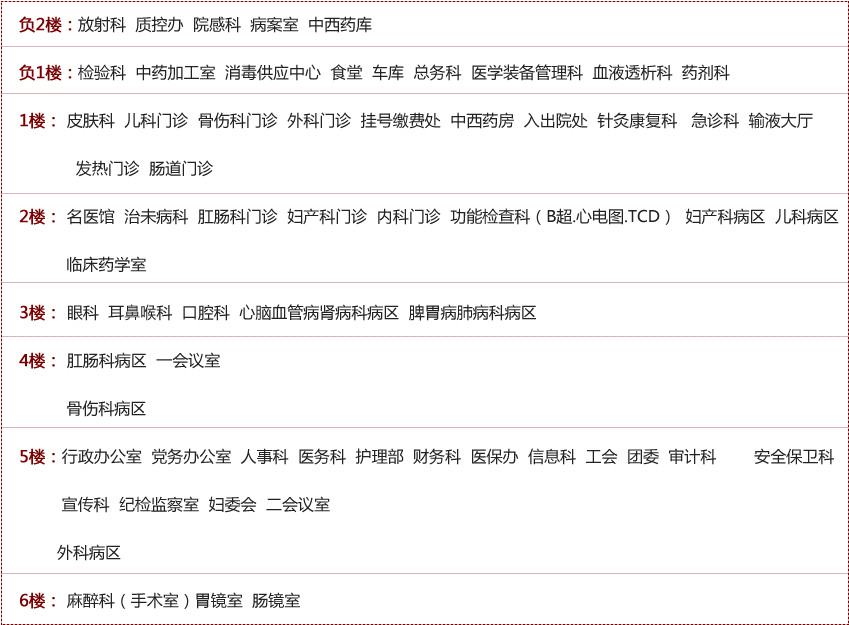 负2楼：放射科 质控办 院感科 病案室 中西药库
负1楼：检验科 中药加工室 消毒供应中心 食堂 车库 总务科 医学装备管理科 血液透析科 药剂科
1楼： 皮肤科 儿科门诊 骨伤科门诊 外科门诊 挂号缴费处 中西药房 入出院处 针灸康复科 急诊科 输液大厅
发热门诊 肠道门诊
2楼： 名医馆 治未病科 肛肠科门诊 妇产科门诊 内科门诊 功能检查科（B超.心电图.TCD） 妇产科病区 儿科病区
临床药学室
3楼： 眼科 耳鼻喉科 口腔科 心脑血管病肾病科病区 脾胃病肺病科病区
4楼： 肛肠科病区 一会议室
骨伤科病区
5楼：行政办公室 党务办公室 人事科 医务科 护理部 财务科 医保办 信息科 工会 团委 审计科 安全保卫科
宣传科 纪检监察室 妇委会 二会议室
外科病区
6楼： 麻醉科（手术室）胃镜室 肠镜室